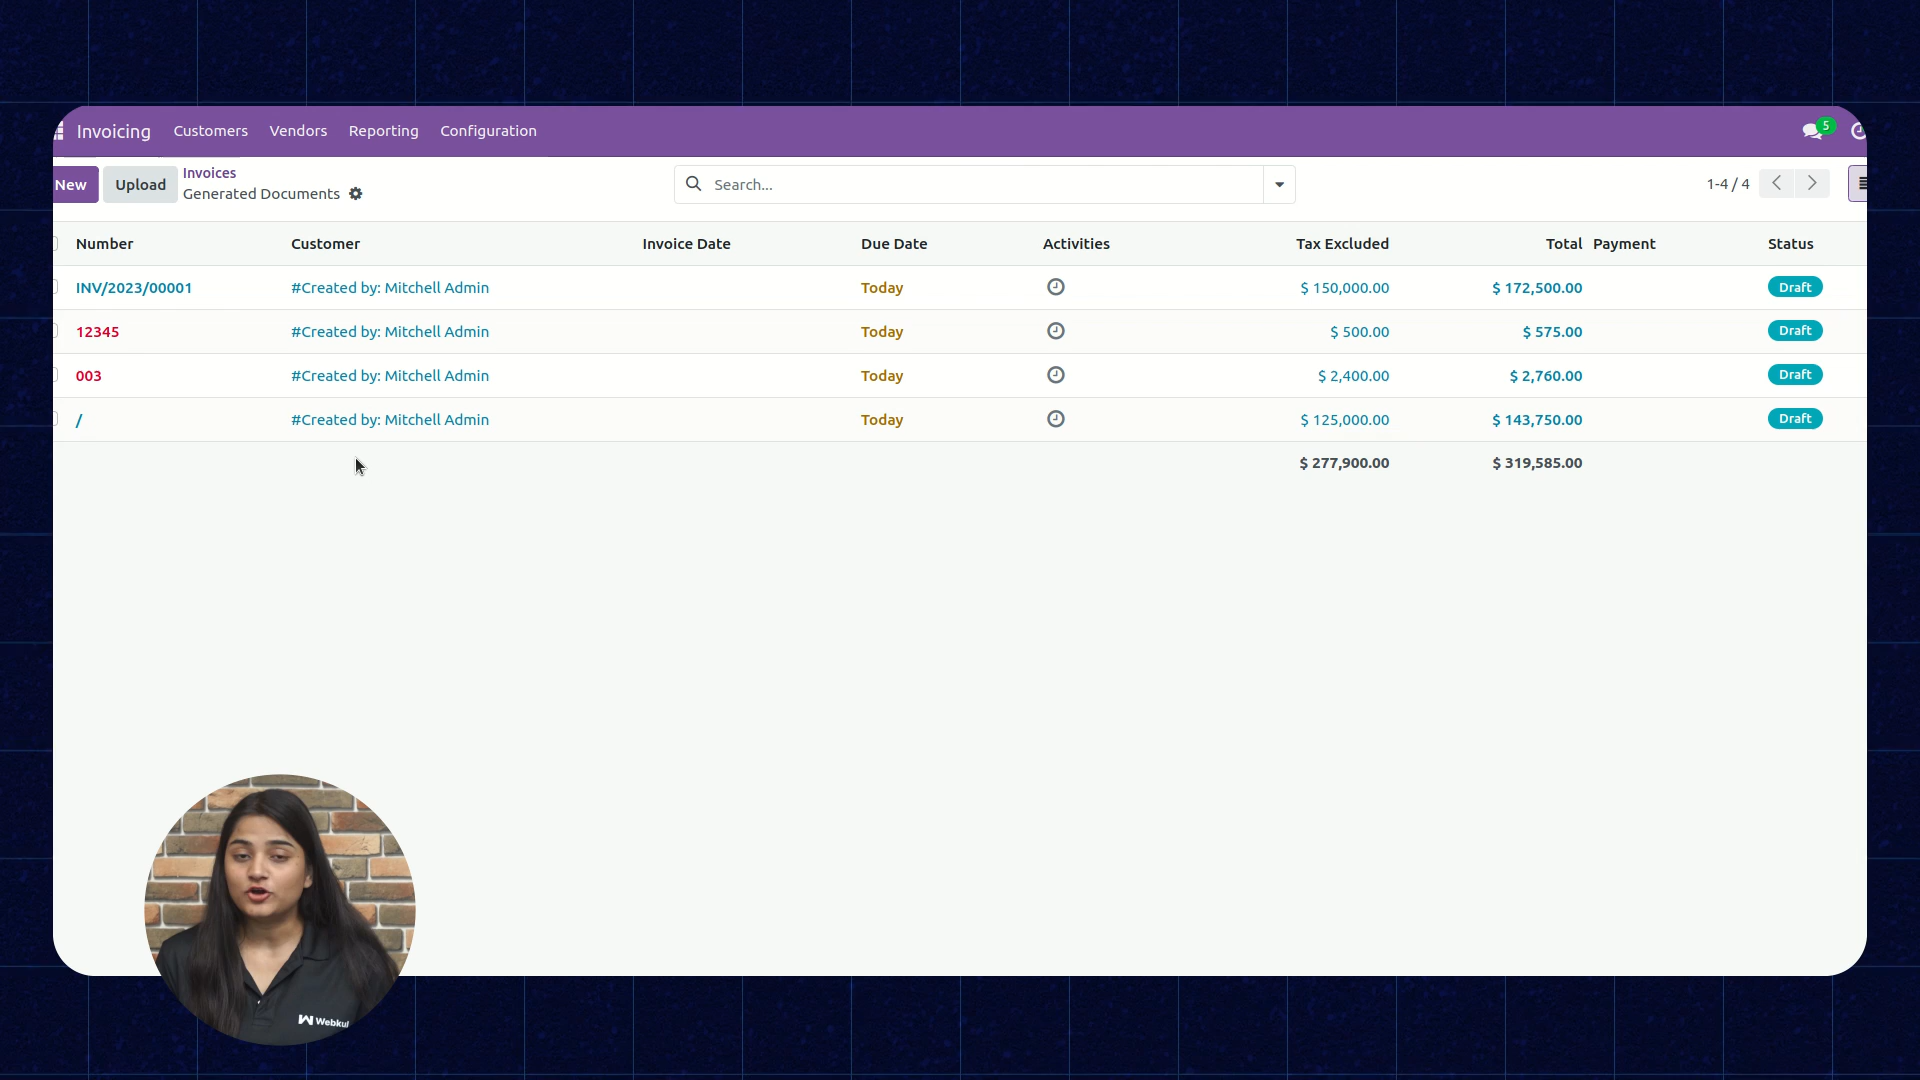 Invoicing Customers Vendors Reporting Configuration 5
New Upload Invoices
Generated Documents
Search...
1-4 / 4
Number Customer Invoice Date Due Date Activities Tax Excluded Total Payment Status
INV/2023/00001 #Created by: Mitchell Admin Today $ 150,000.00 $ 172,500.00 Draft
12345 #Created by: Mitchell Admin Today $ 500.00 $ 575.00 Draft
003 #Created by: Mitchell Admin Today $ 2,400.00 $ 2,760.00 Draft
/ #Created by: Mitchell Admin Today $ 125,000.00 $ 143,750.00 Draft
$ 277,900.00 $ 319,585.00
Webkul